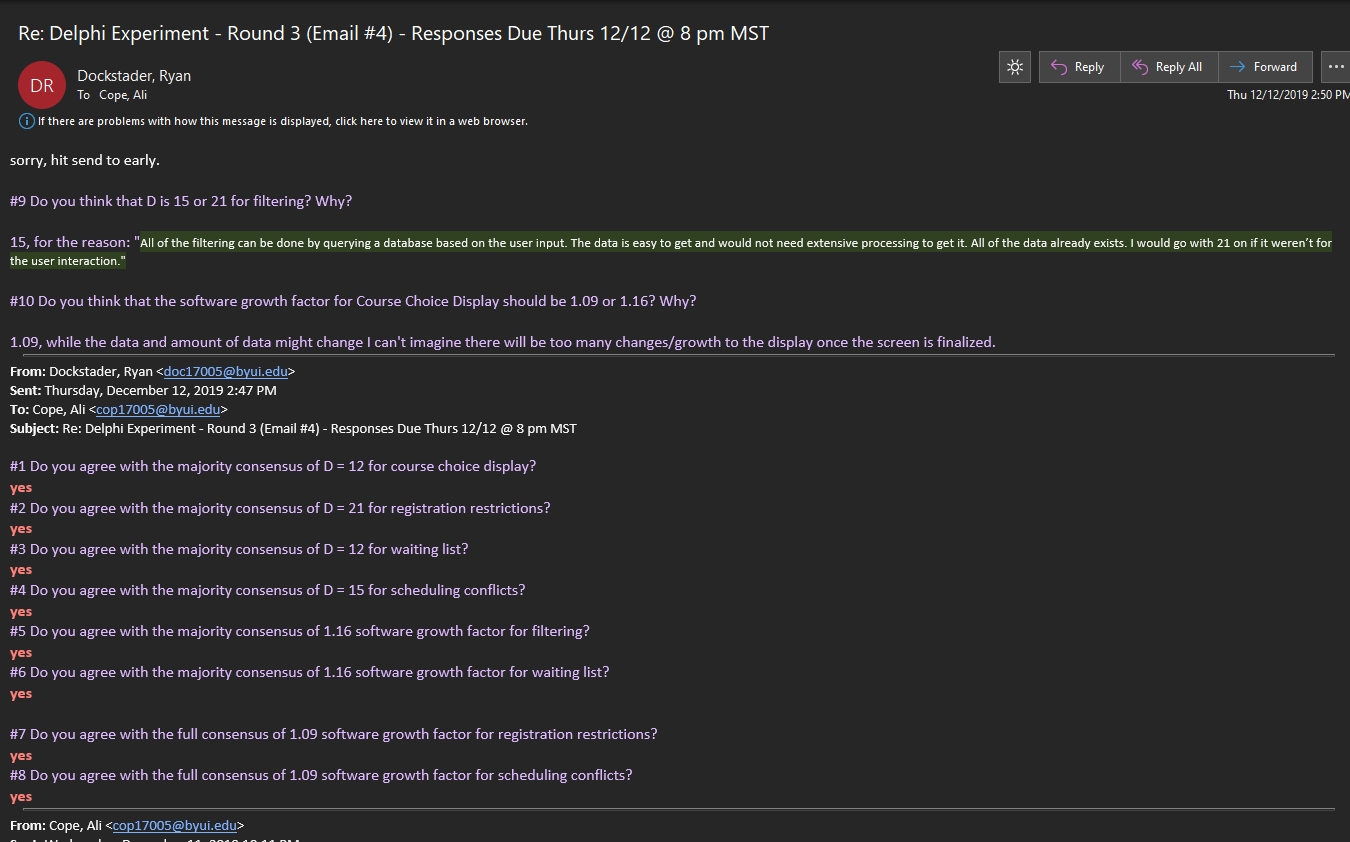 Re: Delphi Experiment - Round 3 (Email #4) - Responses Due Thurs 12/12 @ 8 pm MST
DR
Dockstader, Ryan
To Cope, Ali
Reply
Reply All
Forward
Thu 12/12/2019 2:50 PM
If there are problems with how this message is displayed, click here to view it in a web browser.
sorry, hit send to early.
#9 Do you think that D is 15 or 21 for filtering? Why?
15, for the reason: "All of the filtering can be done by querying a database based on the user input. The data is easy to get and would not need extensive processing to get it. All of the data already exists. I would go with 21 on if it weren’t for
the user interaction."
#10 Do you think that the software growth factor for Course Choice Display should be 1.09 or 1.16? Why?
1.09, while the data and amount of data might change I can't imagine there will be too many changes/growth to the display once the screen is finalized.
From: Dockstader, Ryan <doc17005@byui.edu>
Sent: Thursday, December 12, 2019 2:47 PM
To: Cope, Ali <cop17005@byui.edu>
Subject: Re: Delphi Experiment - Round 3 (Email #4) - Responses Due Thurs 12/12 @ 8 pm MST
#1 Do you agree with the majority consensus of D = 12 for course choice display?
yes
#2 Do you agree with the majority consensus of D = 21 for registration restrictions?
yes
#3 Do you agree with the majority consensus of D = 12 for waiting list?
yes
#4 Do you agree with the majority consensus of D = 15 for scheduling conflicts?
yes
#5 Do you agree with the majority consensus of 1.16 software growth factor for filtering?
yes
#6 Do you agree with the majority consensus of 1.16 software growth factor for waiting list?
yes
#7 Do you agree with the full consensus of 1.09 software growth factor for registration restrictions?
yes
#8 Do you agree with the full consensus of 1.09 software growth factor for scheduling conflicts?
yes
From: Cope, Ali <cop17005@byui.edu>